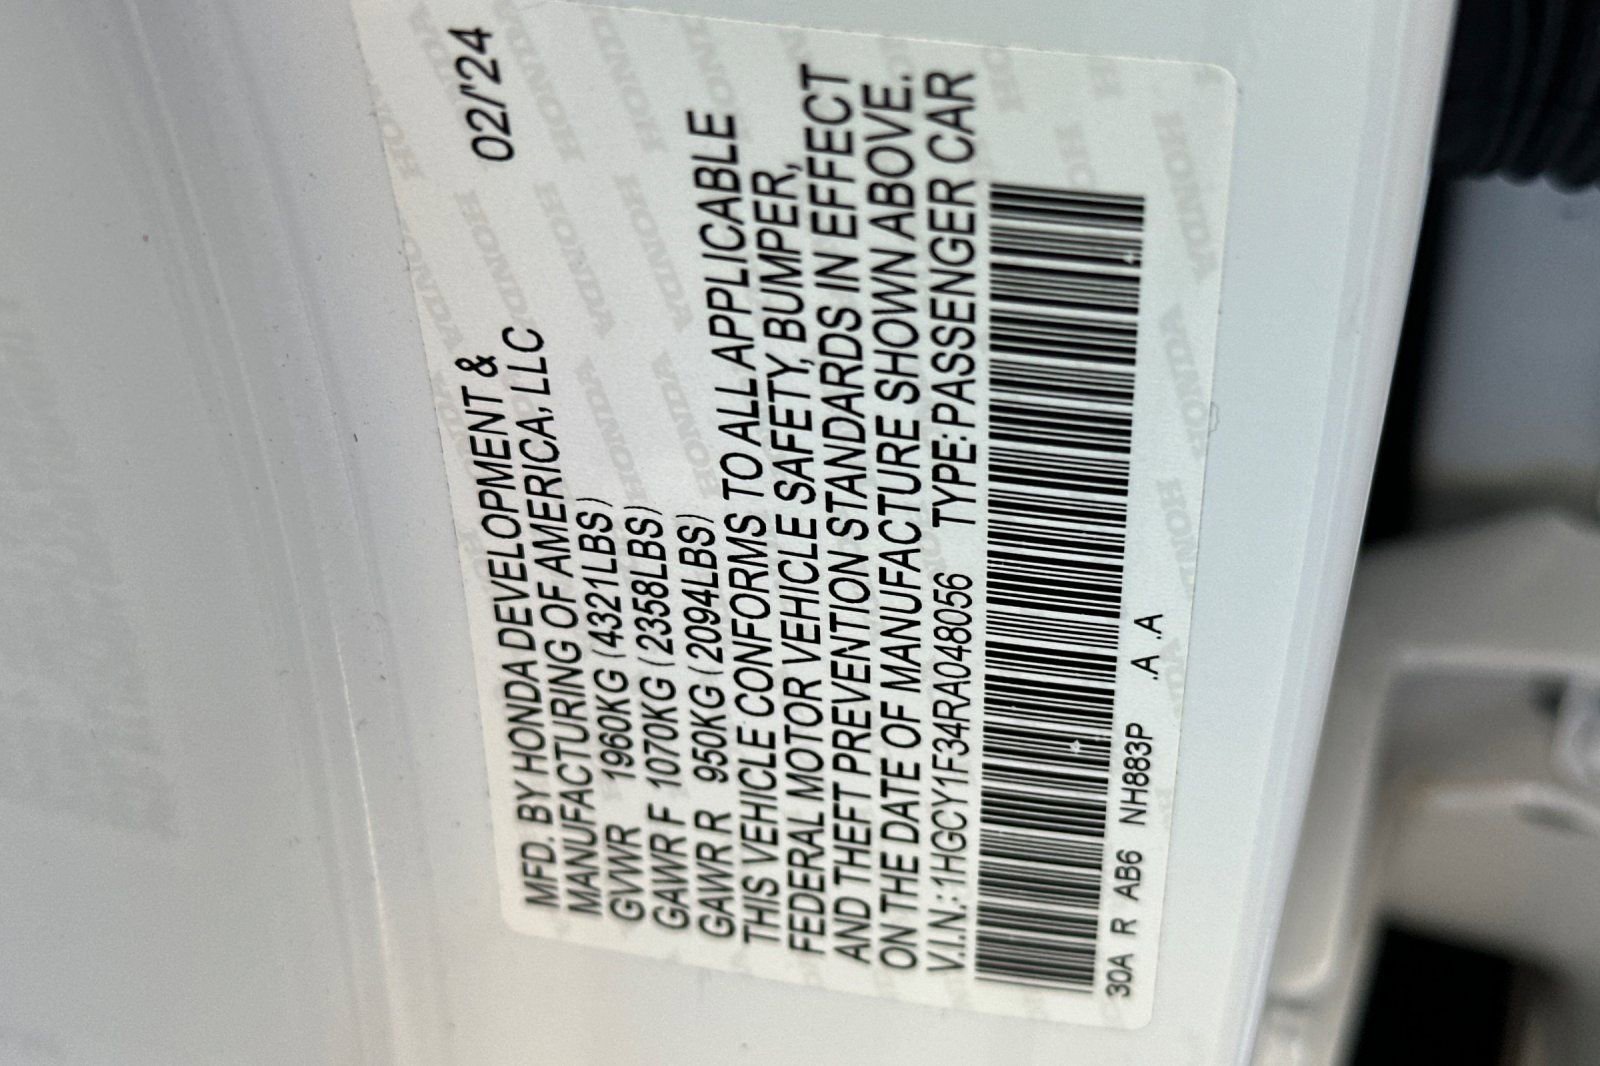 MFD. BY HONDA DEVELOPMENT & 02/'24
MANUFACTURING OF AMERICA, LLC
GVWR 1960KG (4321LBS)
GAWR F 1070KG (2358LBS)
GAWR R 950KG (2094LBS)
THIS VEHICLE CONFORMS TO ALL APPLICABLE
FEDERAL MOTOR VEHICLE SAFETY, BUMPER,
AND THEFT PREVENTION STANDARDS IN EFFECT
ON THE DATE OF MANUFACTURE SHOWN ABOVE.
V.I.N.: 1HGCY1F34RA048056 TYPE: PASSENGER CAR
30A R AB6 NH883P .A .A